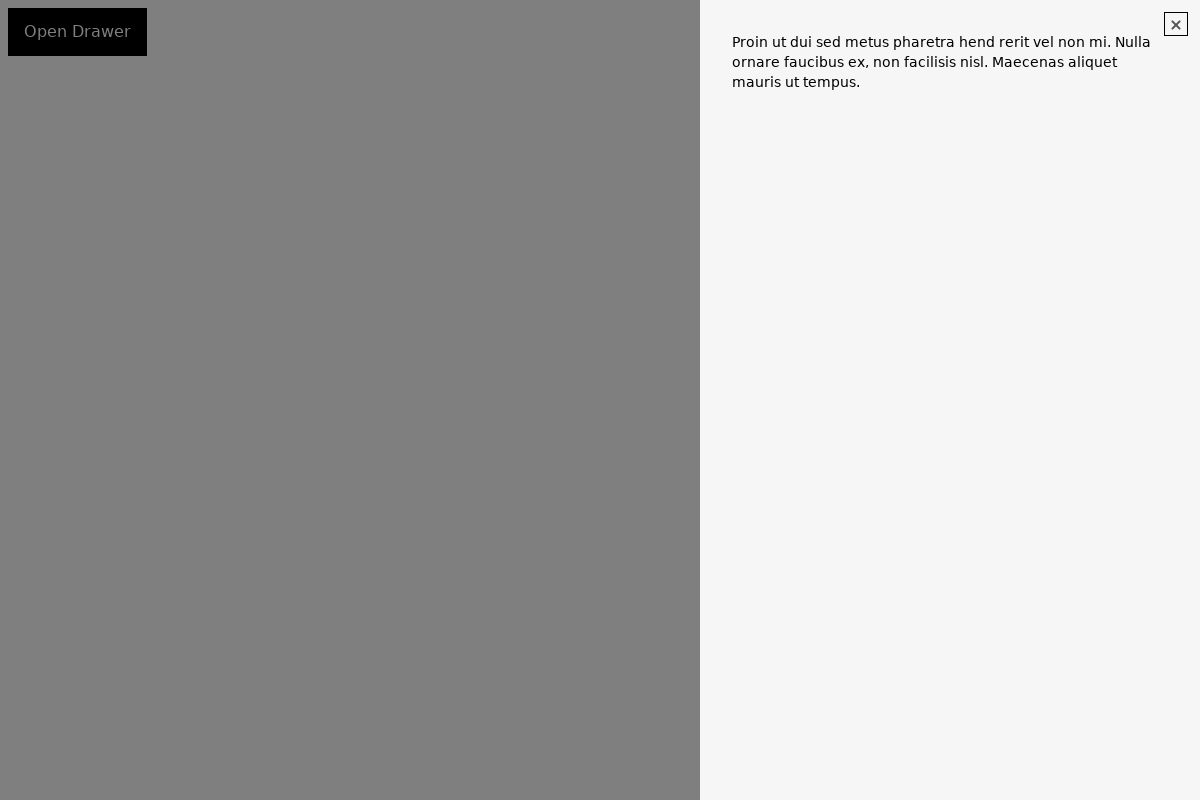 Open Drawer
Proin ut dui sed metus pharetra hend rerit vel non mi. Nulla
ornare faucibus ex, non facilisis nisl. Maecenas aliquet
mauris ut tempus.